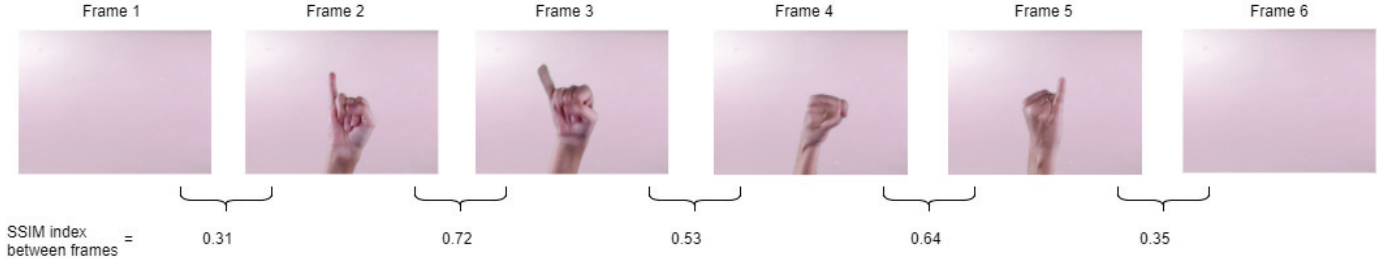 Frame 1 Frame 2 Frame 3 Frame 4 Frame 5 Frame 6
SSIM index
between frames = 0.31 0.72 0.53 0.64 0.35